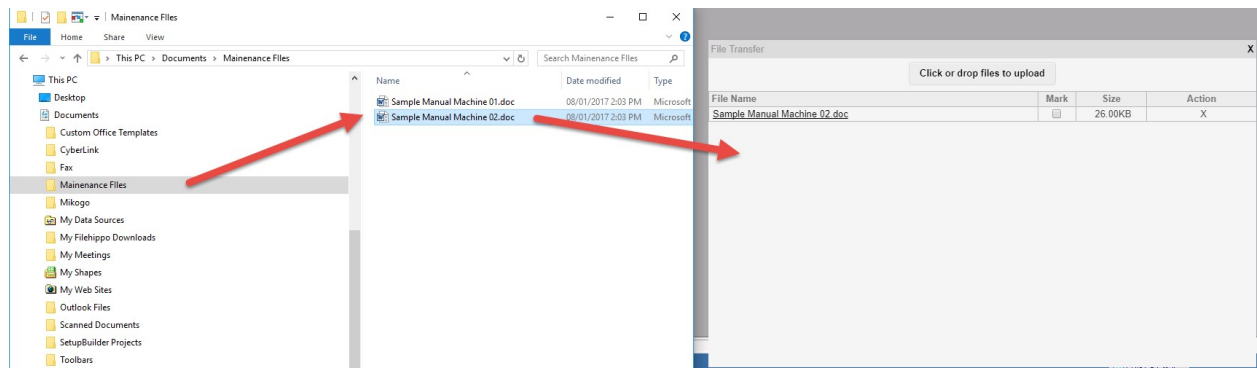 Mainenance FIles
File Home Share View
This PC > Documents > Mainenance FIles
Search Mainenance FIles
This PC
Desktop
Documents
Custom Office Templates
CyberLink
Fax
Mainenance FIles
Mikogo
My Data Sources
My Filehippo Downloads
My Meetings
My Shapes
My Web Sites
Outlook Files
Scanned Documents
SetupBuilder Projects
Toolbars
Name Date modified Type
Sample Manual Machine 01.doc 08/01/2017 2:03 PM Microsoft
Sample Manual Machine 02.doc 08/01/2017 2:03 PM Microsoft
File Transfer X
Click or drop files to upload
File Name Mark Size Action
Sample Manual Machine 02.doc 26.00KB X